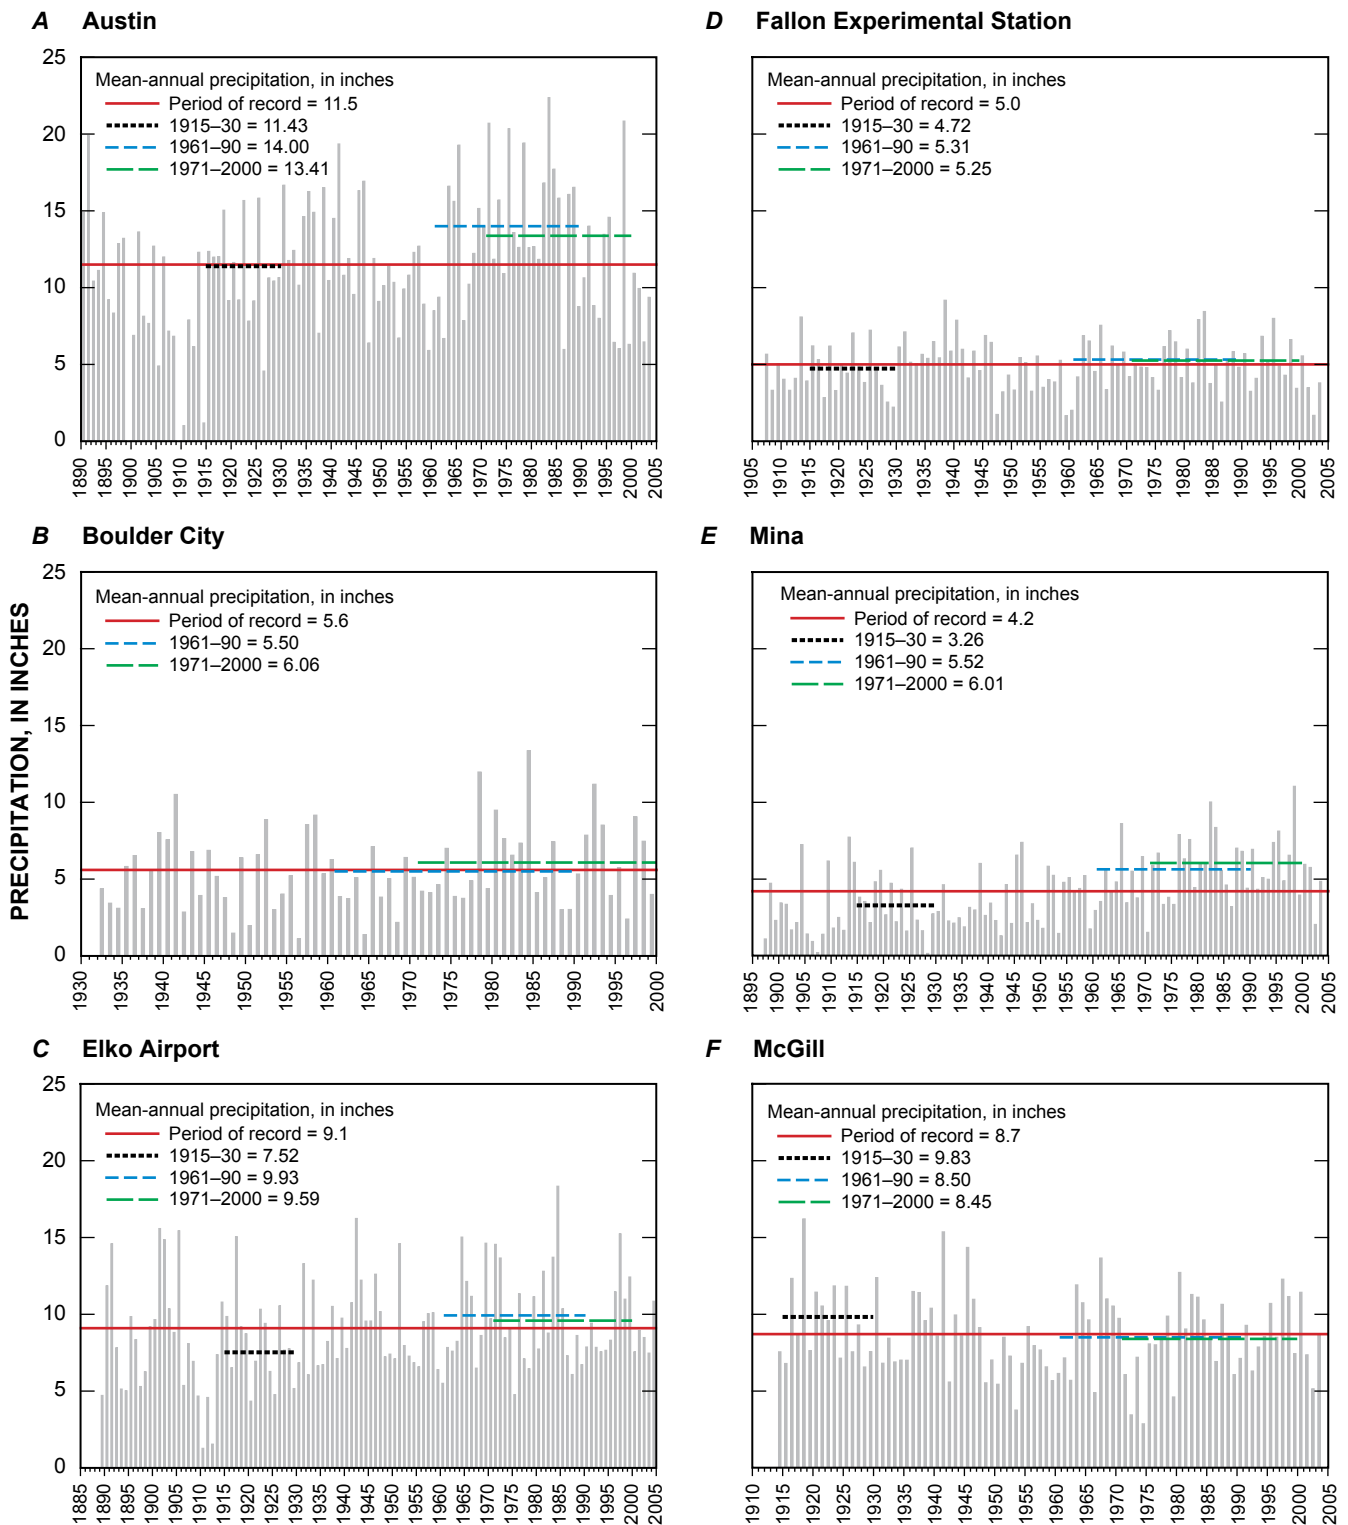 A Austin
25
20
15
10
5
0
Mean-annual precipitation, in inches
Period of record = 11.5
1915–30 = 11.43
1961–90 = 14.00
1971–2000 = 13.41
1890 1895 1900 1905 1910 1915 1920 1925 1930 1935 1940 1945 1950 1955 1960 1965 1970 1975 1980 1985 1990 1995 2000 2005
D Fallon Experimental Station
Mean-annual precipitation, in inches
Period of record = 5.0
1915–30 = 4.72
1961–90 = 5.31
1971–2000 = 5.25
1905 1910 1915 1920 1925 1930 1935 1940 1945 1950 1955 1960 1965 1970 1975 1980 1985 1988 1990 1995 2000 2005
PRECIPITATION, IN INCHES
B Boulder City
25
20
15
10
5
0
Mean-annual precipitation, in inches
Period of record = 5.6
1961–90 = 5.50
1971–2000 = 6.06
1930 1935 1940 1945 1950 1955 1960 1965 1970 1975 1980 1985 1990 1995 2000
E Mina
Mean-annual precipitation, in inches
Period of record = 4.2
1915–30 = 3.26
1961–90 = 5.52
1971–2000 = 6.01
1895 1900 1905 1910 1915 1920 1925 1930 1935 1940 1945 1950 1955 1960 1965 1970 1975 1980 1985 1990 1995 2000 2005
C Elko Airport
25
20
15
10
5
0
Mean-annual precipitation, in inches
Period of record = 9.1
1915–30 = 7.52
1961–90 = 9.93
1971–2000 = 9.59
1885 1890 1895 1900 1905 1910 1915 1920 1925 1930 1935 1940 1945 1950 1955 1960 1965 1970 1975 1980 1985 1990 1995 2000 2005
F McGill
Mean-annual precipitation, in inches
Period of record = 8.7
1915–30 = 9.83
1961–90 = 8.50
1971–2000 = 8.45
1910 1915 1920 1925 1930 1935 1940 1945 1950 1955 1960 1965 1970 1975 1980 1985 1990 1995 2000 2005